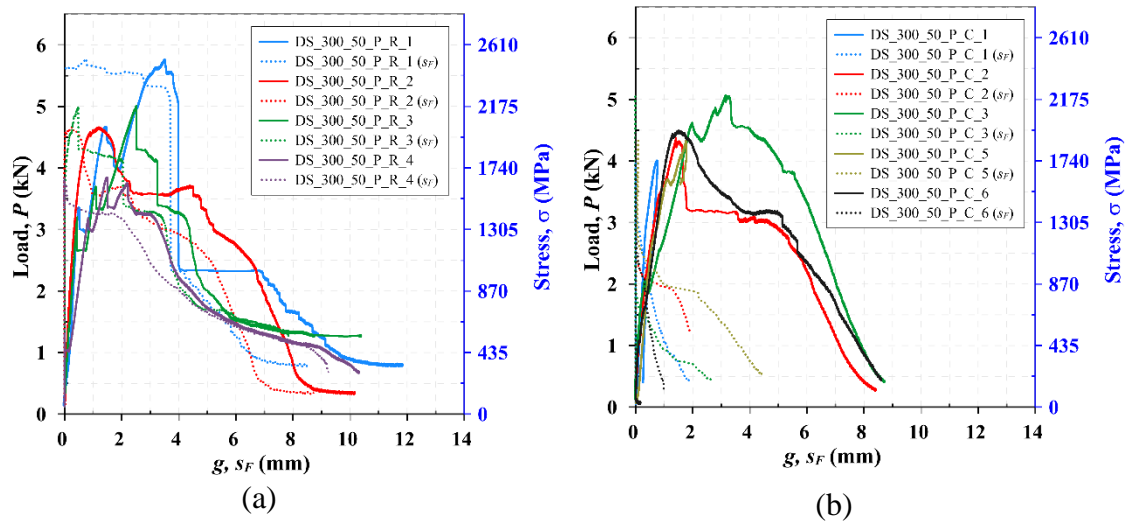 6
5
4
3
2
1
0
Load, P (kN)
2610
2175
1740
1305
870
435
0
Stress, σ (MPa)
0 2 4 6 8 10 12 14
g, sF (mm)
DS_300_50_P_R_1
DS_300_50_P_R_1 (sF)
DS_300_50_P_R_2
DS_300_50_P_R_2 (sF)
DS_300_50_P_R_3
DS_300_50_P_R_3 (sF)
DS_300_50_P_R_4
DS_300_50_P_R_4 (sF)
(a)
6
5
4
3
2
1
0
Load, P (kN)
2610
2175
1740
1305
870
435
0
Stress, σ (MPa)
0 2 4 6 8 10 12 14
g, sF (mm)
DS_300_50_P_C_1
DS_300_50_P_C_1 (sF)
DS_300_50_P_C_2
DS_300_50_P_C_2 (sF)
DS_300_50_P_C_3
DS_300_50_P_C_3 (sF)
DS_300_50_P_C_5
DS_300_50_P_C_5 (sF)
DS_300_50_P_C_6
DS_300_50_P_C_6 (sF)
(b)